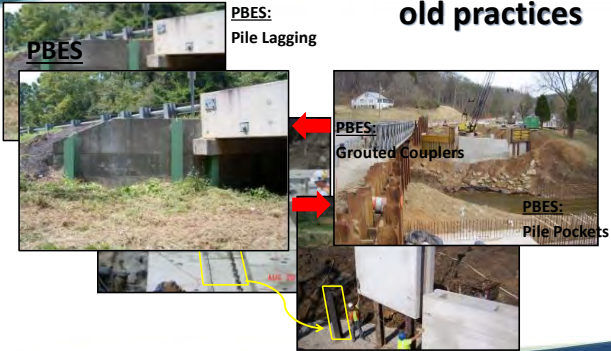 old practices
PBES:
Pile Lagging
PBES
PBES:
Grouted Couplers
PBES:
Pile Pockets
AUG 20